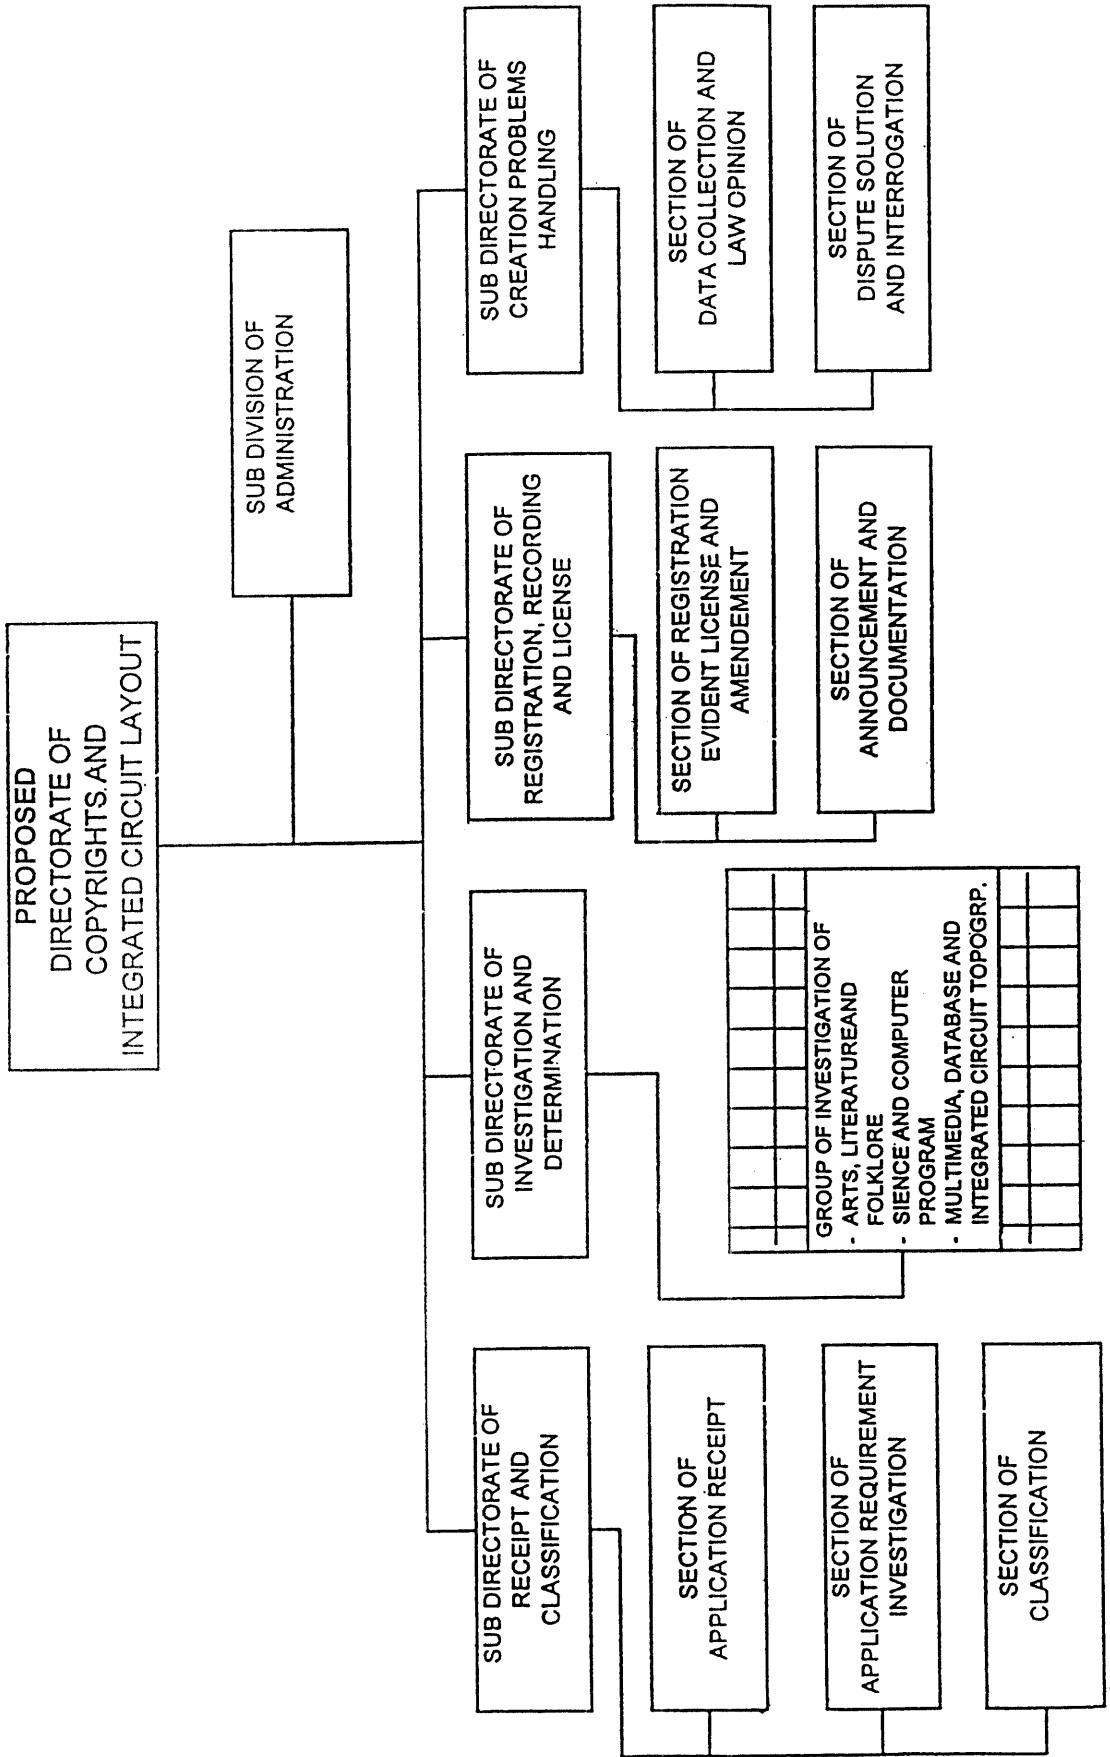 PROPOSED
DIRECTORATE OF
COPYRIGHTS AND
INTEGRATED CIRCUIT LAYOUT
SUB DIVISION OF
ADMINISTRATION
SUB DIRECTORATE OF
RECEIPT AND
CLASSIFICATION
SUB DIRECTORATE OF
INVESTIGATION AND
DETERMINATION
SUB DIRECTORATE OF
REGISTRATION, RECORDING
AND LICENSE
SUB DIRECTORATE OF
CREATION PROBLEMS
HANDLING
SECTION OF
APPLICATION RECEIPT
SECTION OF
APPLICATION REQUIREMENT
INVESTIGATION
SECTION OF
CLASSIFICATION
GROUP OF INVESTIGATION OF
- ARTS, LITERATUREAND
FOLKLORE
- SIENCE AND COMPUTER
PROGRAM
- MULTIMEDIA, DATABASE AND
INTEGRATED CIRCUIT TOPOGRP.
SECTION OF REGISTRATION
EVIDENT LICENSE AND
AMENDEMENT
SECTION OF
ANNOUNCEMENT AND
DOCUMENTATION
SECTION OF
DATA COLLECTION AND
LAW OPINION
SECTION OF
DISPUTE SOLUTION
AND INTERROGATION